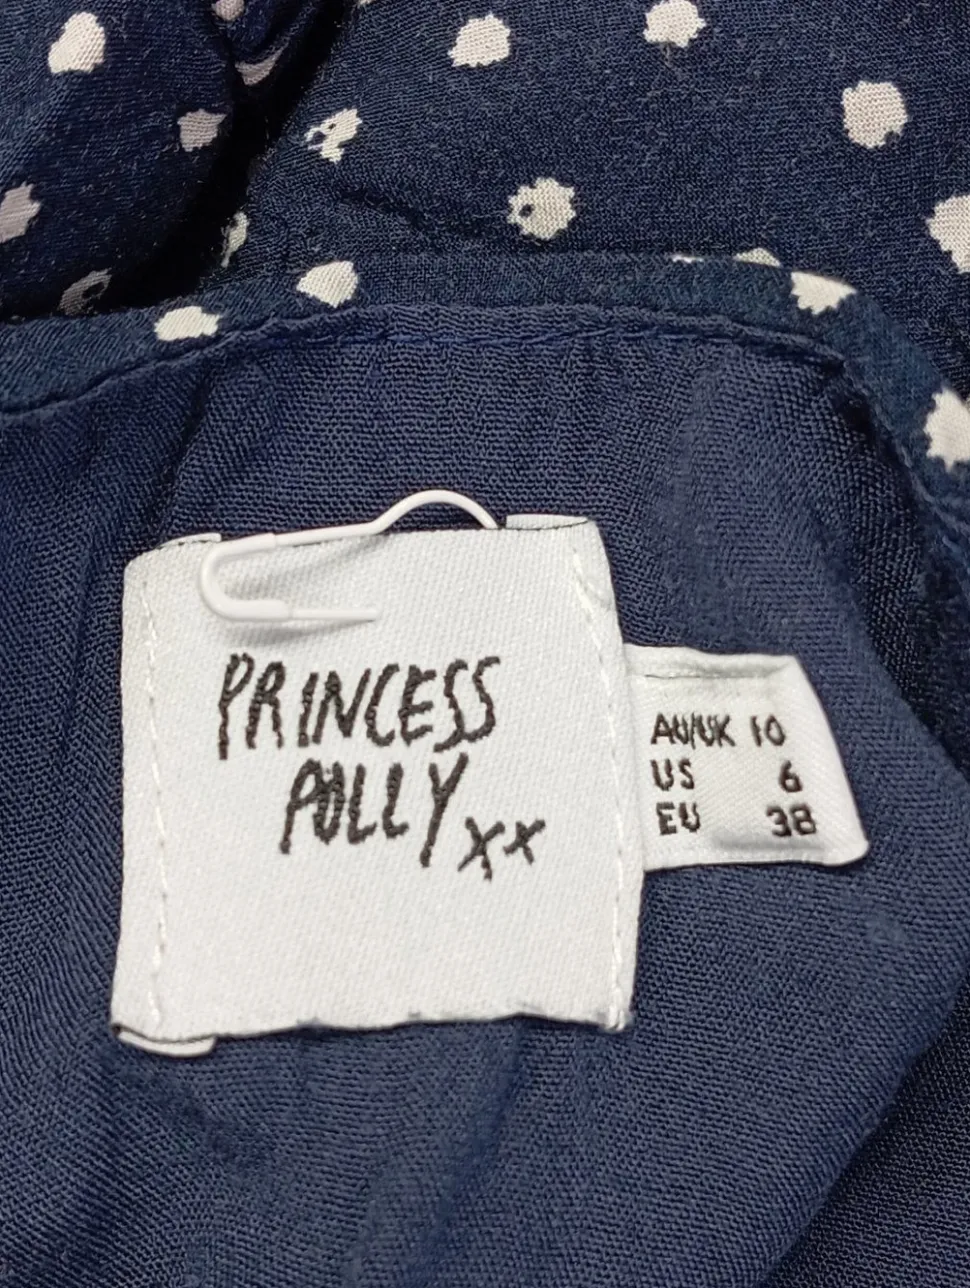 PRINCESS
POLLY xx
AU/UK 10
US 6
EU 38